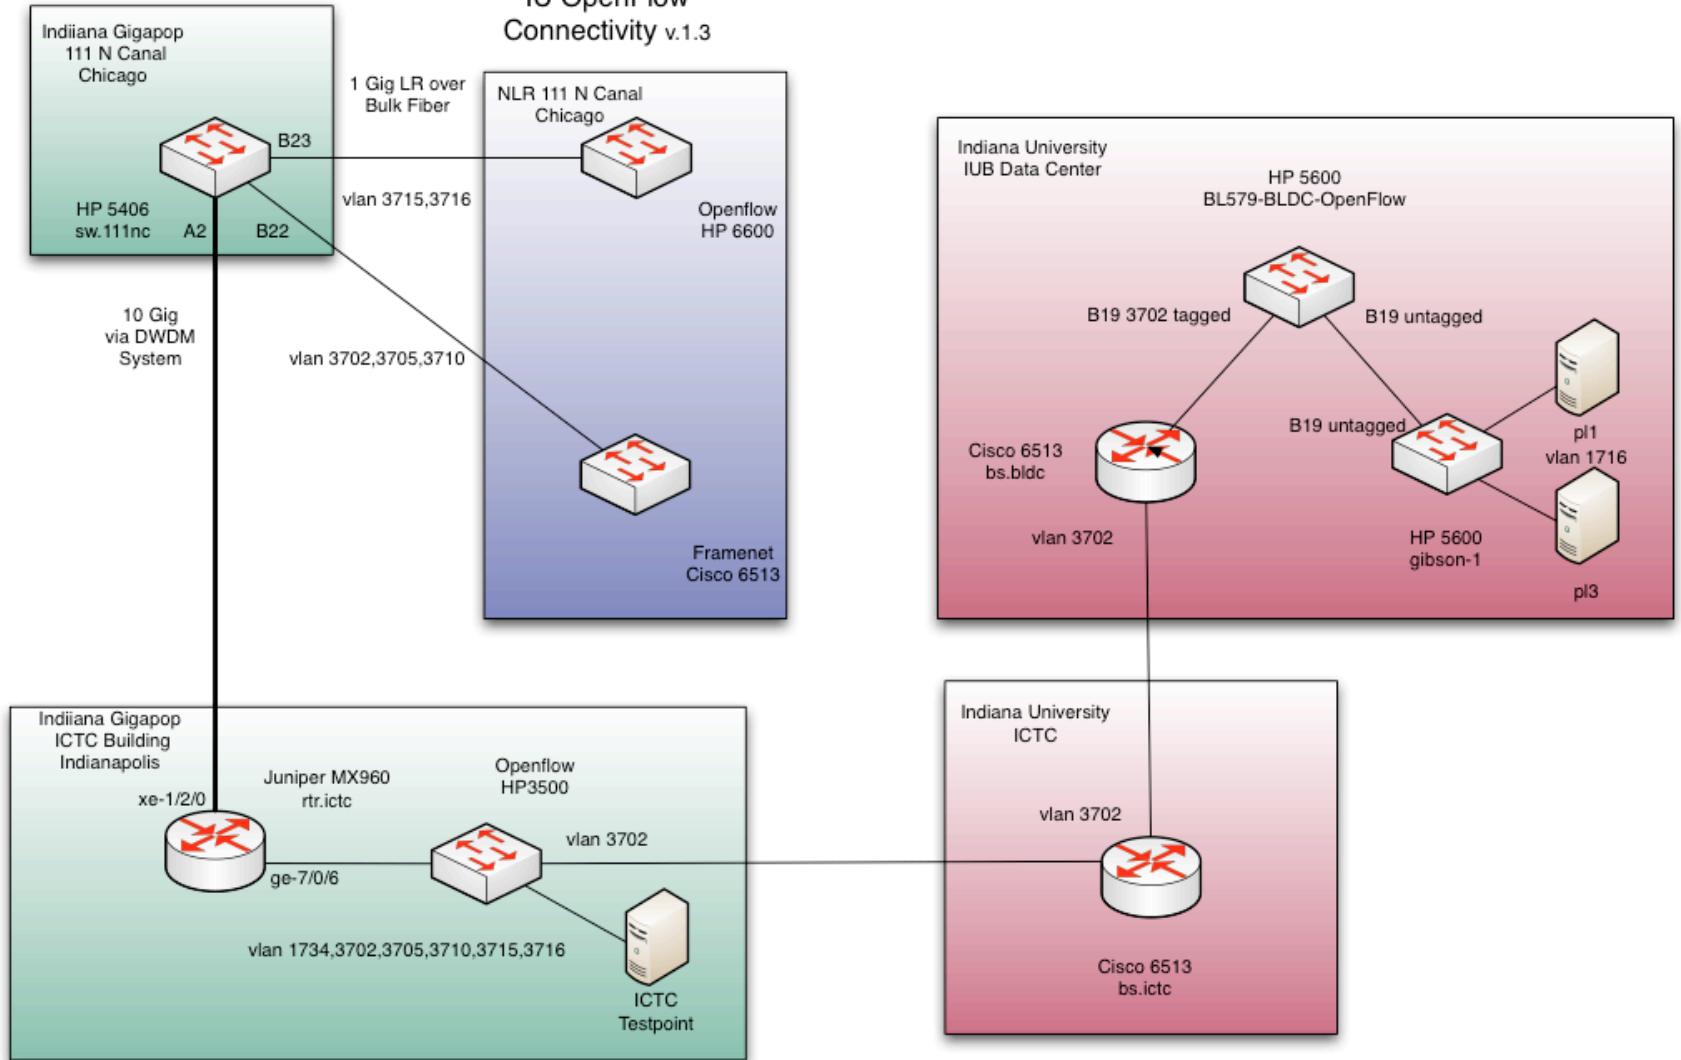 IU OpenFlow
Connectivity v.1.3
Indiiana Gigapop
111 N Canal
Chicago
B23
HP 5406
sw.111nc
A2
B22
1 Gig LR over
Bulk Fiber
vlan 3715,3716
NLR 111 N Canal
Chicago
Openflow
HP 6600
10 Gig
via DWDM
System
vlan 3702,3705,3710
Framenet
Cisco 6513
Indiana University
IUB Data Center
HP 5600
BL579-BLDC-OpenFlow
B19 3702 tagged
B19 untagged
B19 untagged
Cisco 6513
bs.bldc
pl1
vlan 1716
vlan 3702
HP 5600
gibson-1
pl3
Indiiana Gigapop
ICTC Building
Indianapolis
xe-1/2/0
Juniper MX960
rtr.ictc
Openflow
HP3500
vlan 3702
ge-7/0/6
vlan 1734,3702,3705,3710,3715,3716
ICTC
Testpoint
Indiana University
ICTC
vlan 3702
Cisco 6513
bs.ictc